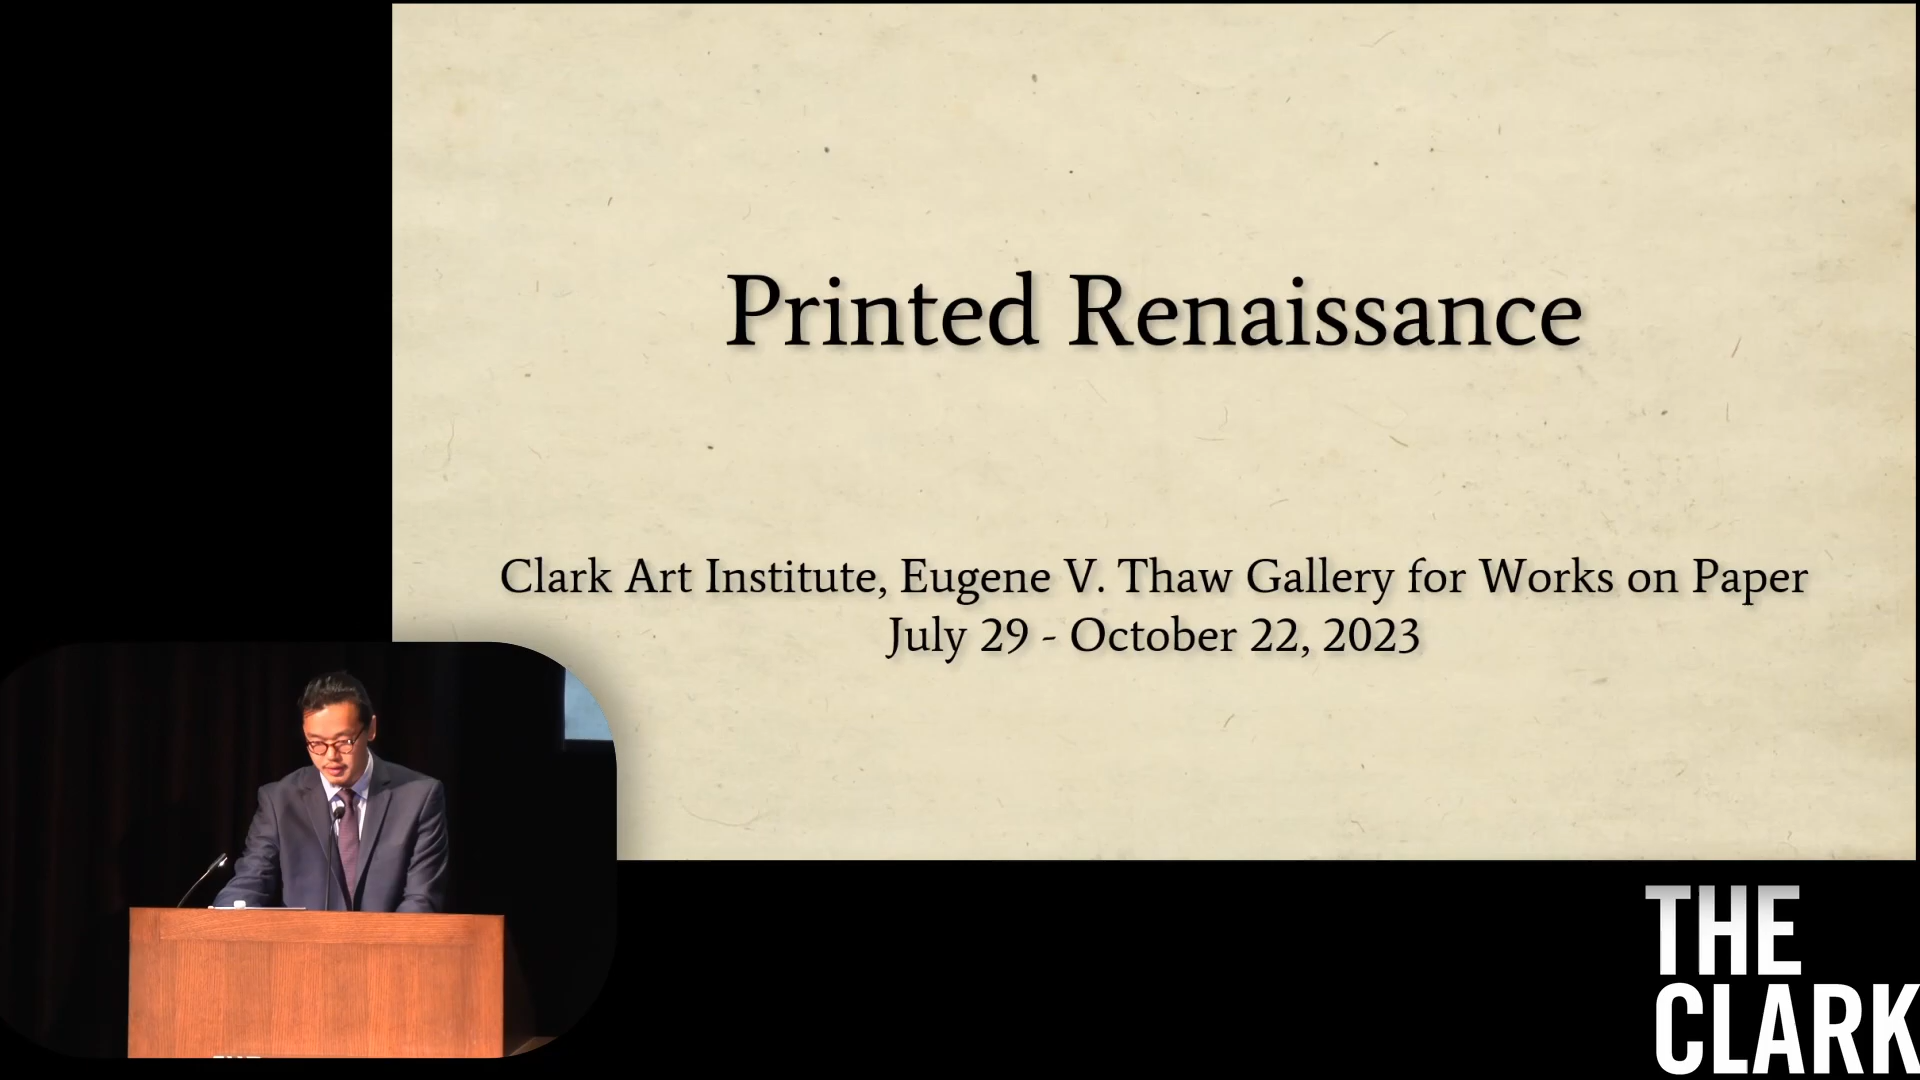 Printed Renaissance
Clark Art Institute, Eugene V. Thaw Gallery for Works on Paper
July 29 - October 22, 2023
THE
CLARK